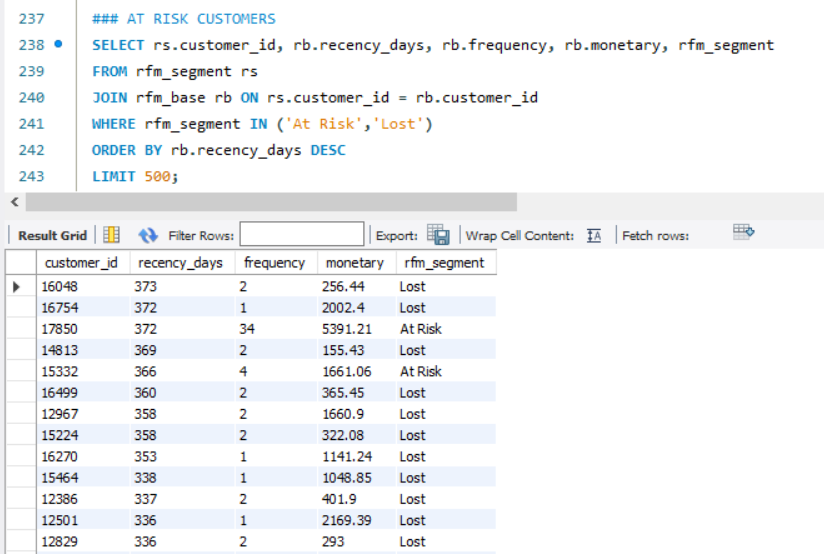 237 ### AT RISK CUSTOMERS
238 SELECT rs.customer_id, rb.recency_days, rb.frequency, rb.monetary, rfm_segment
239 FROM rfm_segment rs
240 JOIN rfm_base rb ON rs.customer_id = rb.customer_id
241 WHERE rfm_segment IN ('At Risk','Lost')
242 ORDER BY rb.recency_days DESC
243 LIMIT 500;
Result Grid Filter Rows: Export: Wrap Cell Content: Fetch rows:
customer_id recency_days frequency monetary rfm_segment
16048 373 2 256.44 Lost
16754 372 1 2002.4 Lost
17850 372 34 5391.21 At Risk
14813 369 2 155.43 Lost
15332 366 4 1661.06 At Risk
16499 360 2 365.45 Lost
12967 358 2 1660.9 Lost
15224 358 2 322.08 Lost
16270 353 1 1141.24 Lost
15464 338 1 1048.85 Lost
12386 337 2 401.9 Lost
12501 336 1 2169.39 Lost
12829 336 2 293 Lost